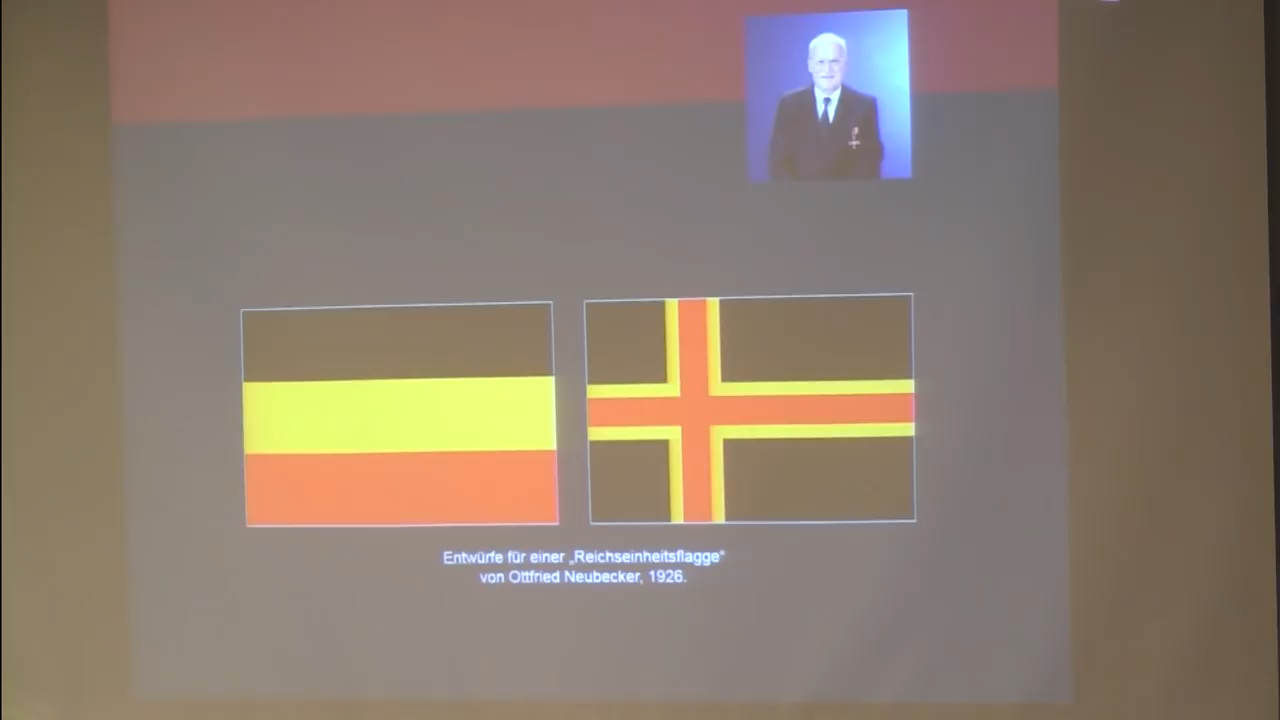 Entwürfe für einer „Reichseinheitsflagge“
von Ottfried Neubecker, 1926.